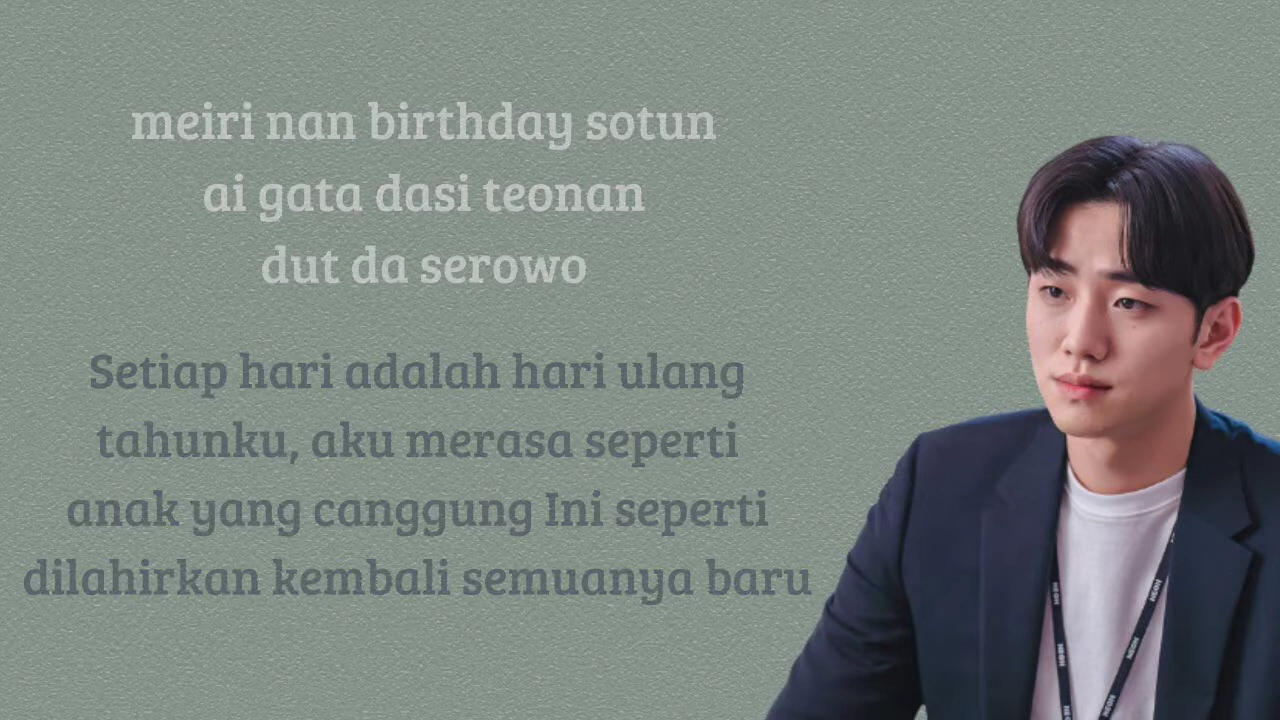 meiri nan birthday sotun
ai gata dasi teonan
dut da serowo
Setiap hari adalah hari ulang
tahunku, aku merasa seperti
anak yang canggung Ini seperti
dilahirkan kembali semuanya baru